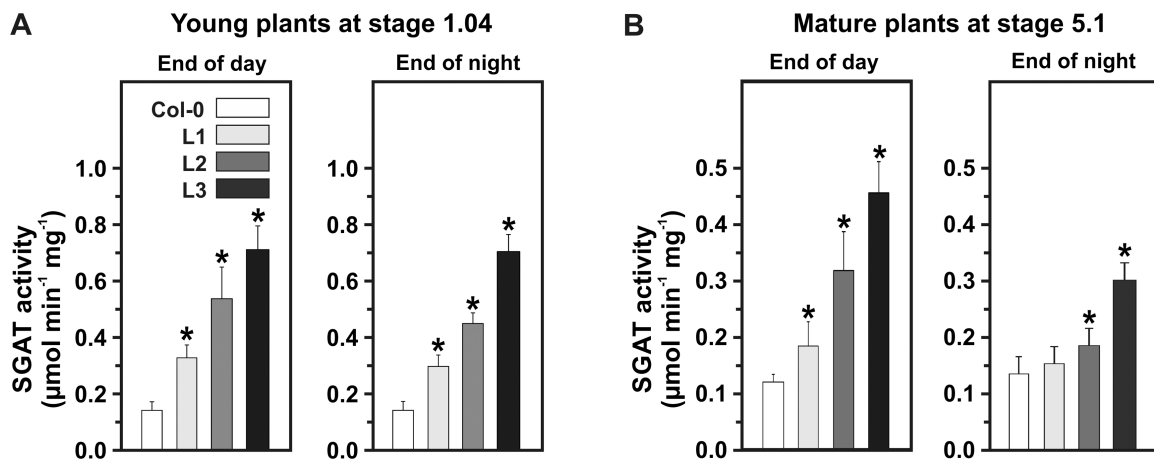 A
Young plants at stage 1.04
End of day
End of night
Col-0
L1
L2
L3
SGAT activity
(µmol min⁻¹ mg⁻¹)
1.0
0.8
0.6
0.4
0.2
0.0
*
*
*
1.0
0.8
0.6
0.4
0.2
0.0
*
*
*
B
Mature plants at stage 5.1
End of day
End of night
SGAT activity
(µmol min⁻¹ mg⁻¹)
0.5
0.4
0.3
0.2
0.1
0.0
*
*
*
0.5
0.4
0.3
0.2
0.1
0.0
*
*